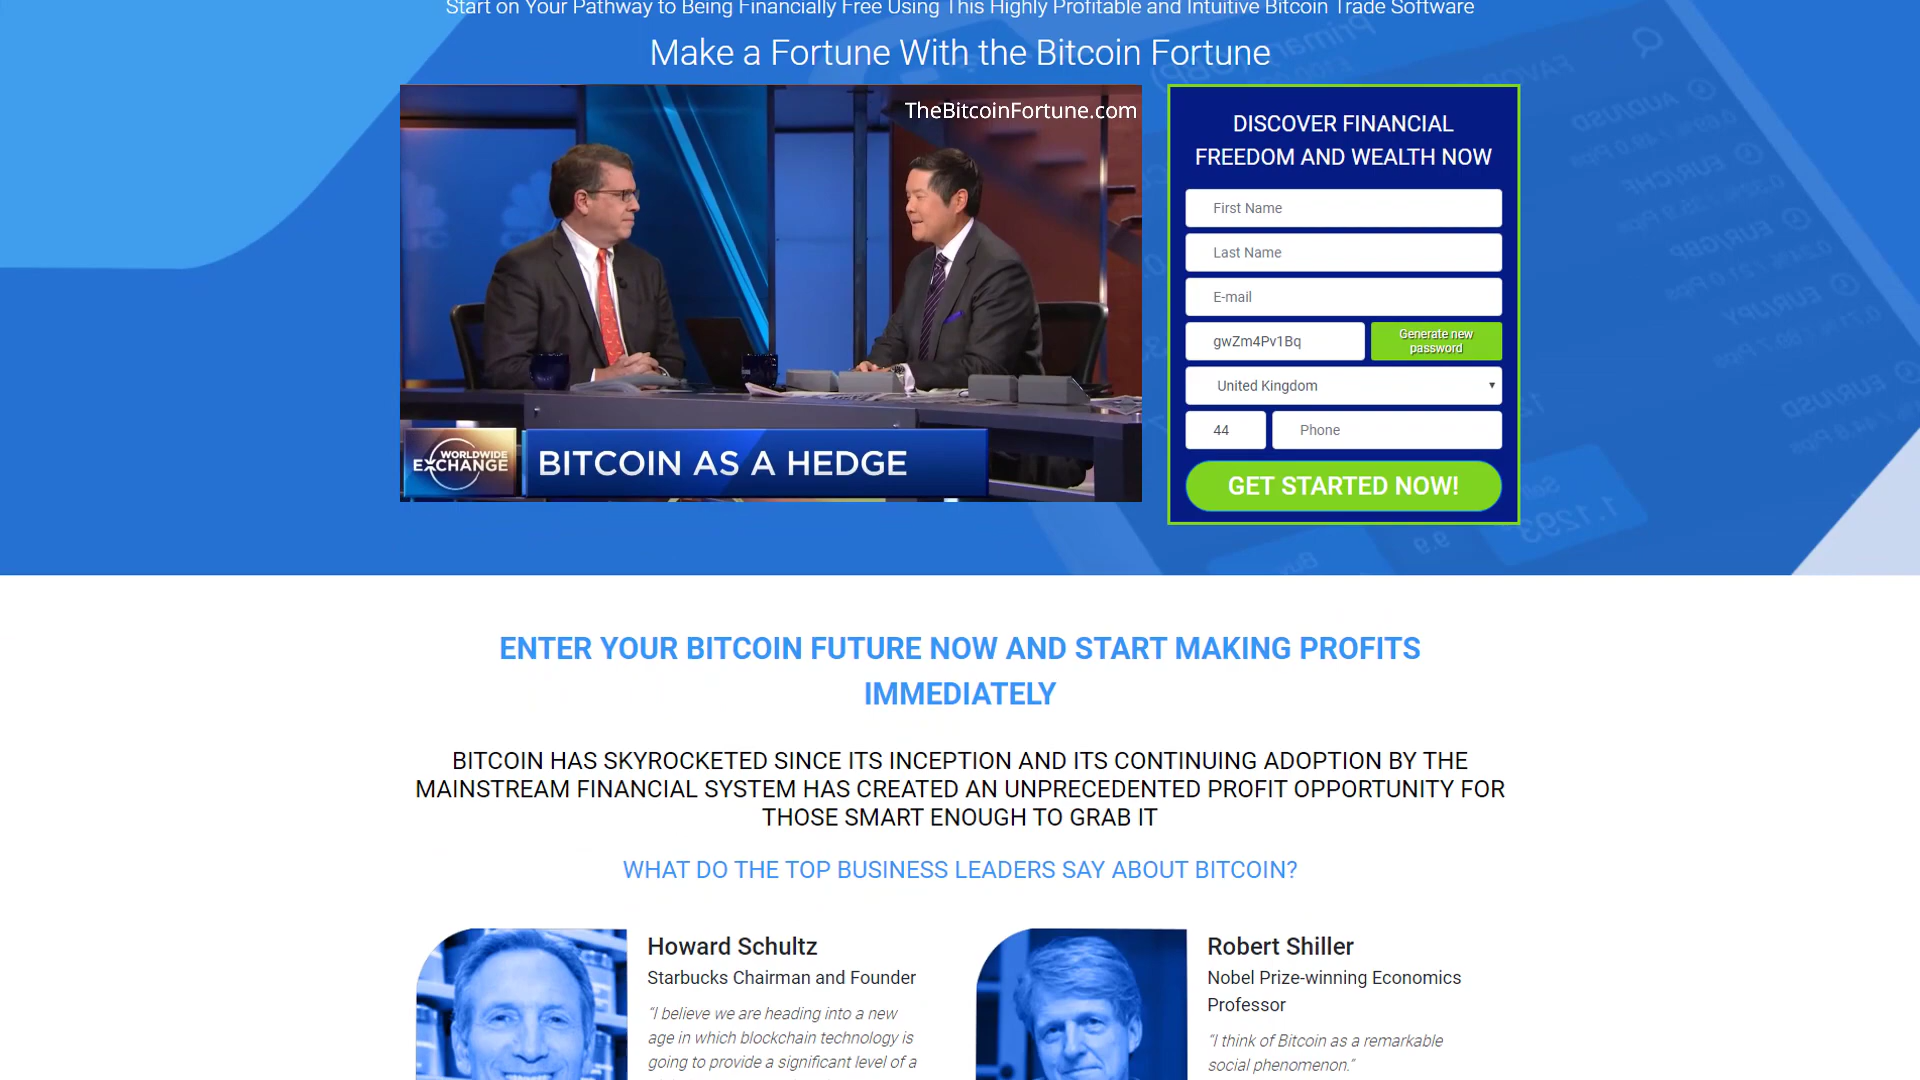 Start on Your Pathway to Being Financially Free Using This Highly Profitable and Intuitive Bitcoin Trade Software
Make a Fortune With the Bitcoin Fortune
TheBitcoinFortune.com
WORLDWIDE
EXCHANGE
BITCOIN AS A HEDGE
DISCOVER FINANCIAL
FREEDOM AND WEALTH NOW
First Name
Last Name
E-mail
gwZm4Pv1Bq
Generate new
password
United Kingdom
44 Phone
GET STARTED NOW!
ENTER YOUR BITCOIN FUTURE NOW AND START MAKING PROFITS
IMMEDIATELY
BITCOIN HAS SKYROCKETED SINCE ITS INCEPTION AND ITS CONTINUING ADOPTION BY THE
MAINSTREAM FINANCIAL SYSTEM HAS CREATED AN UNPRECEDENTED PROFIT OPPORTUNITY FOR
THOSE SMART ENOUGH TO GRAB IT
WHAT DO THE TOP BUSINESS LEADERS SAY ABOUT BITCOIN?
Howard Schultz
Starbucks Chairman and Founder
“I believe we are heading into a new
age in which blockchain technology is
going to provide a significant level of a
Robert Shiller
Nobel Prize-winning Economics
Professor
“I think of Bitcoin as a remarkable
social phenomenon.”